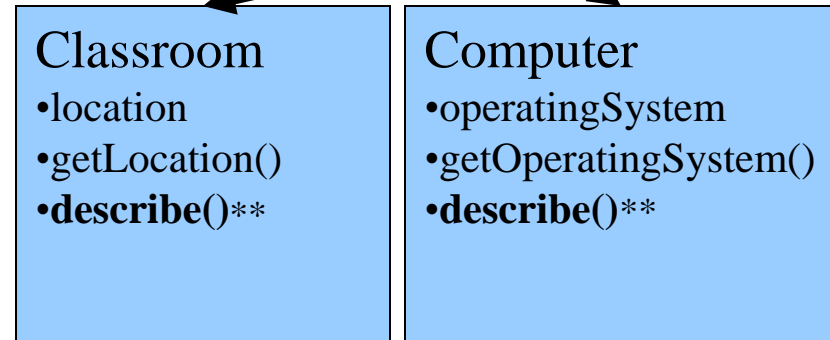 Classroom
•location
•getLocation()
•describe()**
Computer
•operatingSystem
•getOperatingSystem()
•describe()**